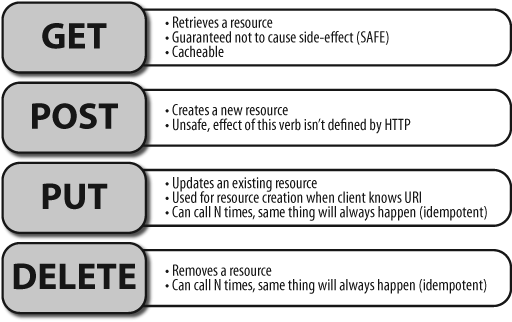 GET
• Retrieves a resource
• Guaranteed not to cause side-effect (SAFE)
• Cacheable
POST
• Creates a new resource
• Unsafe, effect of this verb isn't defined by HTTP
PUT
• Updates an existing resource
• Used for resource creation when client knows URI
• Can call N times, same thing will always happen (idempotent)
DELETE
• Removes a resource
• Can call N times, same thing will always happen (idempotent)